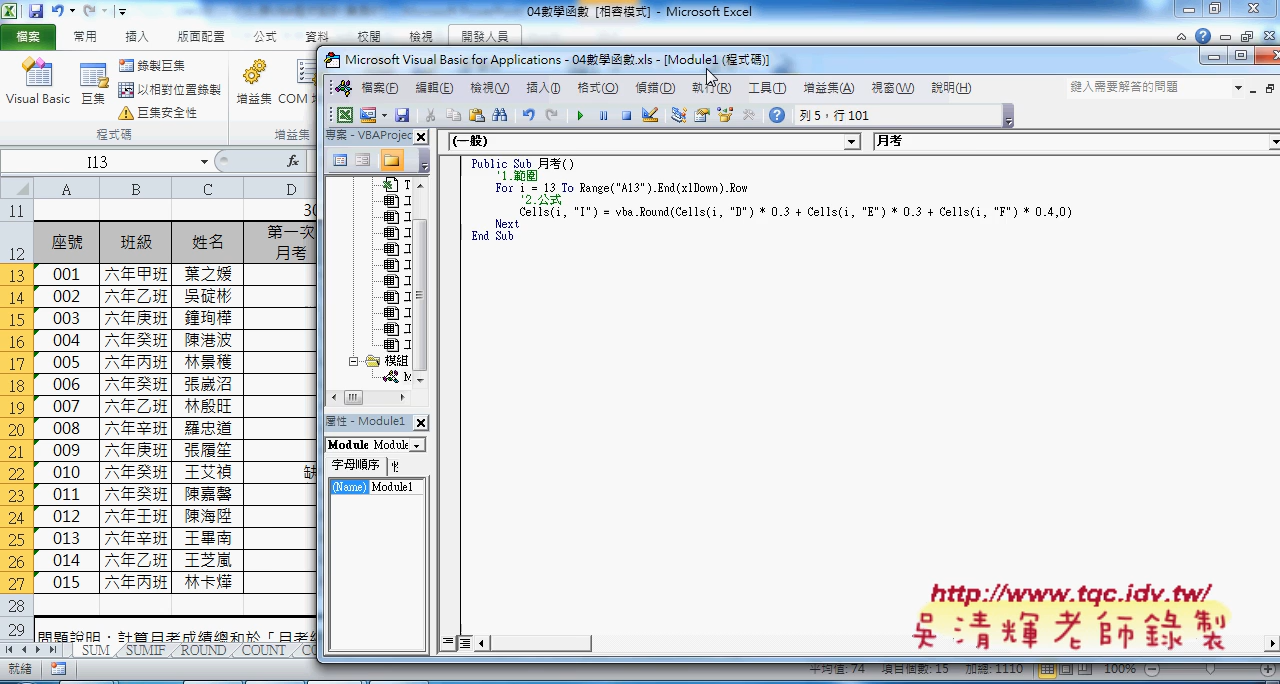 04數學函數 [相容模式] - Microsoft Excel
檔案 常用 插入 版面配置 公式 資料 校閱 檢視 開發人員
Visual Basic 巨集 錄製巨集 以相對位置錄製 巨集安全性 增益集 COM
程式碼 增益集
I13 fx
A B C D
11 30
12 座號 班級 姓名 第一次月考
13 001 六年甲班 葉之媛
14 002 六年乙班 吳碇彬
15 003 六年庚班 鐘珣樺
16 004 六年癸班 陳港波
17 005 六年丙班 林景穫
18 006 六年癸班 張崴沼
19 007 六年乙班 林殷旺
20 008 六年辛班 羅忠道
21 009 六年庚班 張履笙
22 010 六年癸班 王艾禎 缺
23 011 六年癸班 陳嘉馨
24 012 六年壬班 陳海陞
25 013 六年辛班 王畢南
26 014 六年乙班 王芝嵐
27 015 六年丙班 林卡燁
28
29 問題說明：計算月考成績總和於「月考
SUM SUMIF ROUND COUNT
就緒 平均值: 74 項目個數: 15 加總: 1110 100%
Microsoft Visual Basic for Applications - 04數學函數.xls - [Module1 (程式碼)]
檔案(F) 編輯(E) 檢視(V) 插入(I) 格式(O) 偵錯(D) 執行(R) 工具(T) 增益集(A) 視窗(W) 說明(H) 鍵入需要解答的問題
列 5，行 101
專案 - VBAProjec
模組
屬性 - Module1
Module Module
字母順序
(Name) Module1
(一般) 月考
Public Sub 月考()
'1.範圍
For i = 13 To Range("A13").End(xlDown).Row
'2.公式
Cells(i, "I") = vba.Round(Cells(i, "D") * 0.3 + Cells(i, "E") * 0.3 + Cells(i, "F") * 0.4,0)
Next
End Sub
http://www.tqc.idv.tw/
吳清輝老師錄製